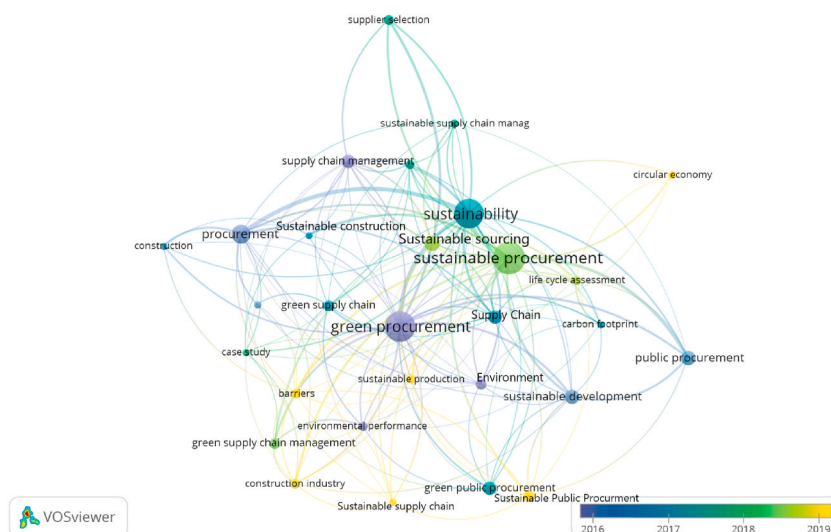 supplier selection
sustainable supply chain manag
supply chain management
circular economy
sustainability
procurement
Sustainable construction
Sustainable sourcing
construction
sustainable procurement
life cycle assessment
green supply chain
Supply Chain
carbon footprint
green procurement
case study
public procurement
sustainable production
Environment
barriers
sustainable development
environmental performance
green supply chain management
construction industry
green public procurement
Sustainable Public Procurment
Sustainable supply chain
VOSviewer
2016 2017 2018 2019